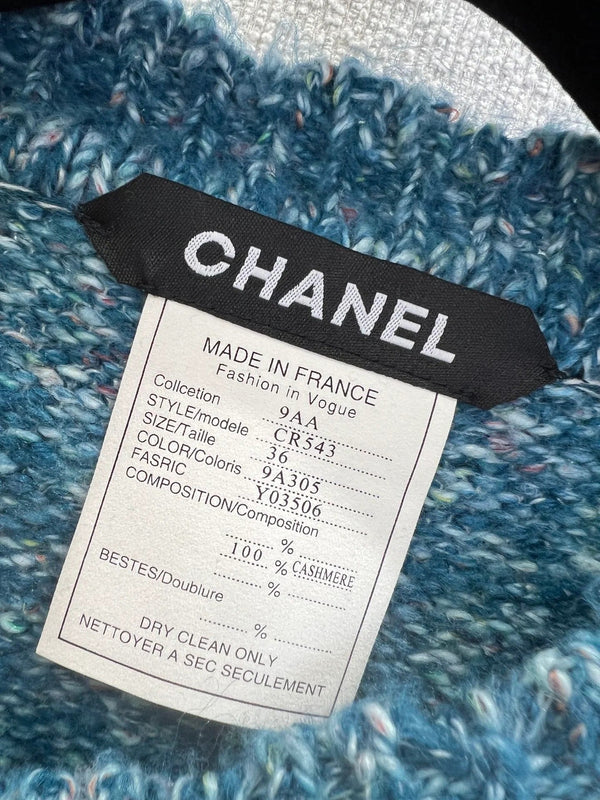 CHANEL
MADE IN FRANCE
Fashion in Vogue
Collcetion 9AA
STYLE/modele CR543
SIZE/Taille 36
COLOR/Coloris 9A305
FASRIC Y03506
COMPOSITION/Composition
%
100 % CASHMERE
BESTES/Doublure %
%
DRY CLEAN ONLY
NETTOYER A SEC SECULEMENT